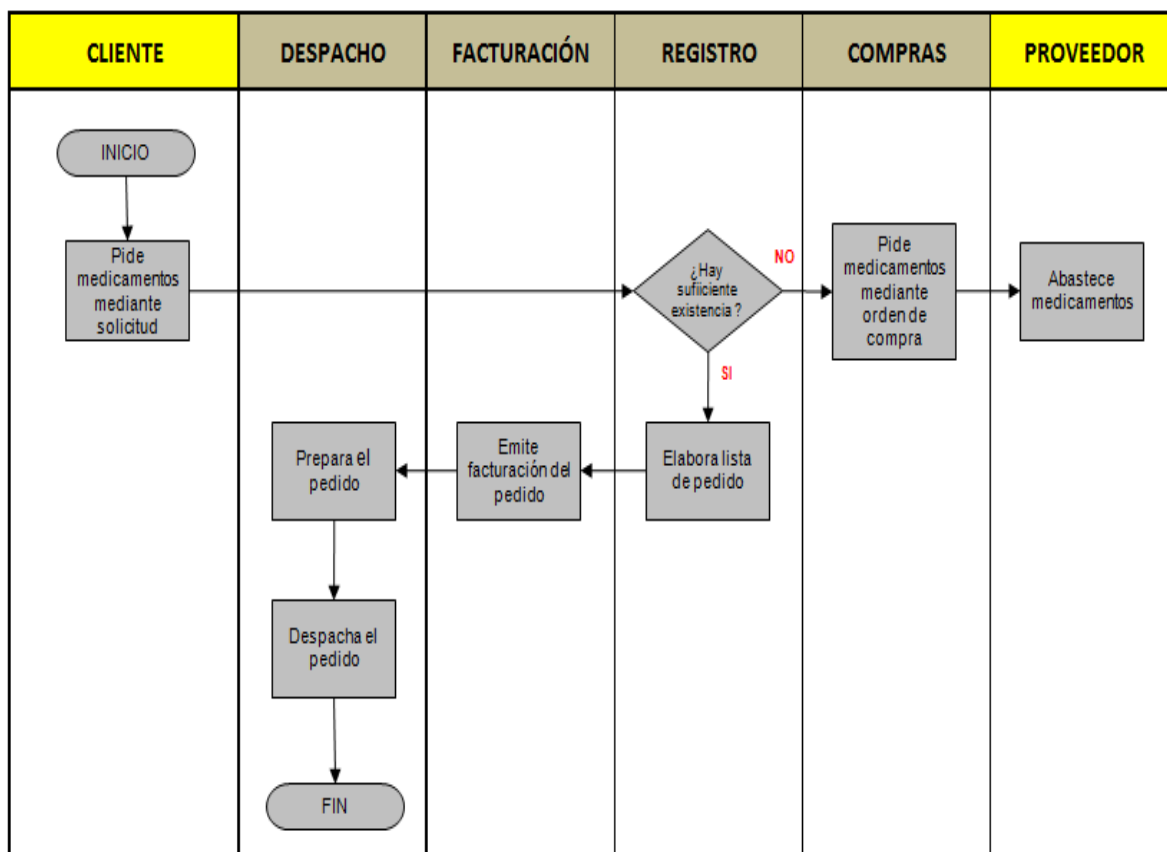 CLIENTE
DESPACHO
FACTURACIÓN
REGISTRO
COMPRAS
PROVEEDOR
INICIO
Pide
medicamentos
mediante
solicitud
¿Hay
sufiiciente
existencia ?
NO
SI
Pide
medicamentos
mediante
orden de
compra
Abastece
medicamentos
Prepara el
pedido
Emite
facturación del
pedido
Elabora lista
de pedido
Despacha el
pedido
FIN